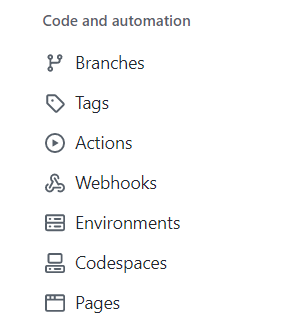 Code and automation
Branches
Tags
Actions
Webhooks
Environments
Codespaces
Pages